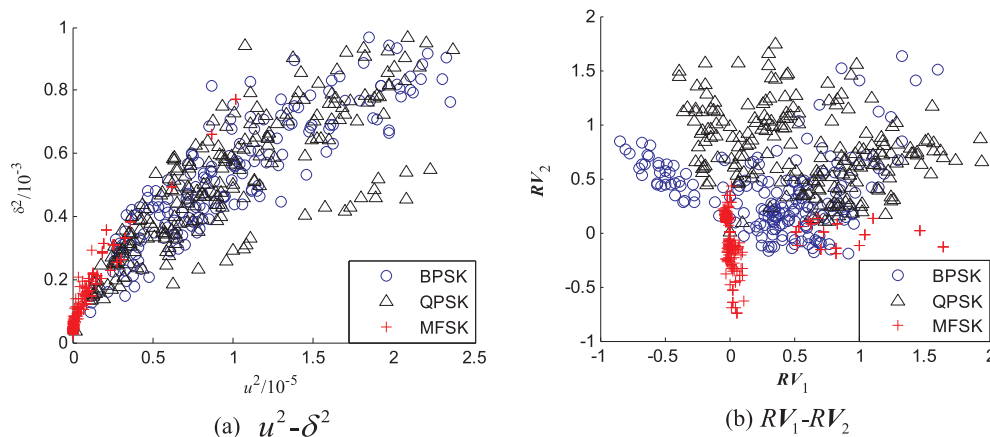 1
0.8
0.6
0.4
0.2
0
δ²/10⁻³
0 0.5 1 1.5 2 2.5
u²/10⁻⁵
BPSK
QPSK
MFSK
(a) u²-δ²
2
1.5
1
0.5
0
-0.5
-1
RV₂
-1 -0.5 0 0.5 1 1.5 2
RV₁
BPSK
QPSK
MFSK
(b) RV₁-RV₂